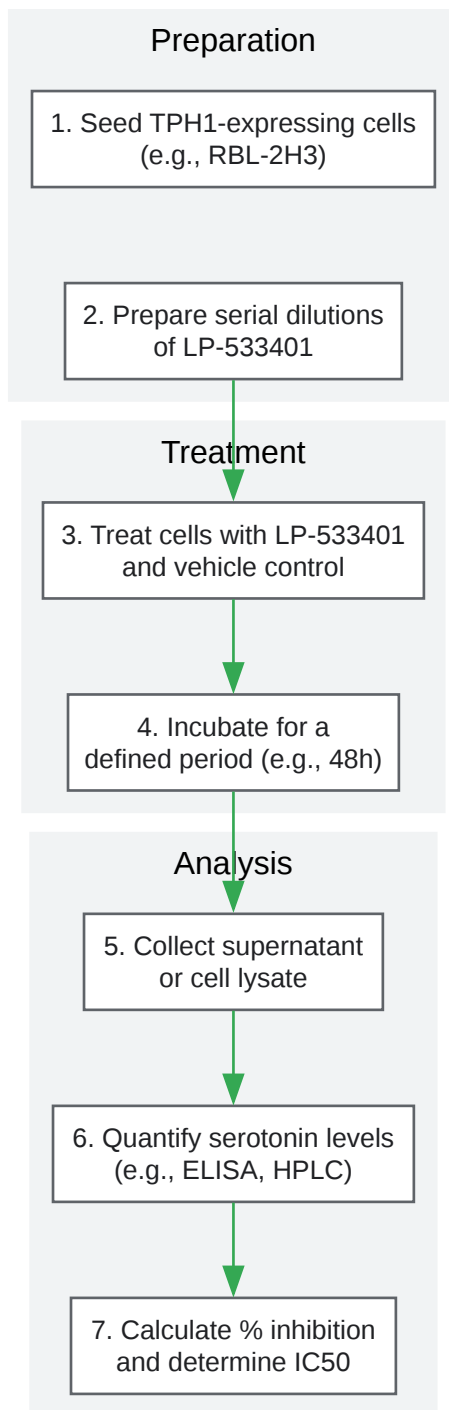 Preparation
1. Seed TPH1-expressing cells
(e.g., RBL-2H3)
2. Prepare serial dilutions
of LP-533401
Treatment
3. Treat cells with LP-533401
and vehicle control
4. Incubate for a
defined period (e.g., 48h)
Analysis
5. Collect supernatant
or cell lysate
6. Quantify serotonin levels
(e.g., ELISA, HPLC)
7. Calculate % inhibition
and determine IC50